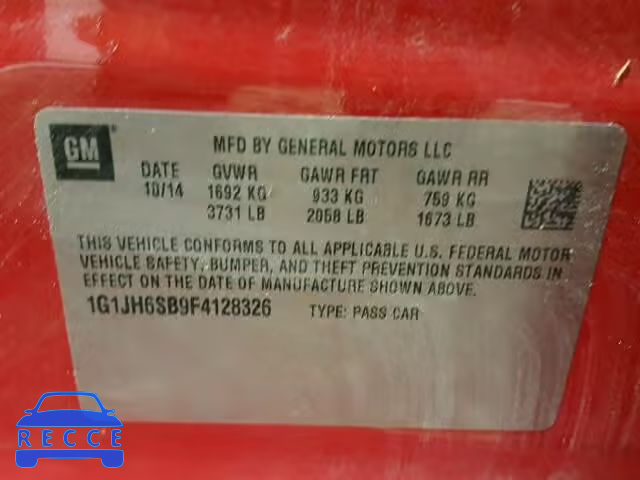 GM
MFD BY GENERAL MOTORS LLC
DATE GVWR GAWR FRT GAWR RR
10/14 1692 KG 933 KG 759 KG
3731 LB 2058 LB 1673 LB
THIS VEHICLE CONFORMS TO ALL APPLICABLE U.S. FEDERAL MOTOR
VEHICLE SAFETY, BUMPER, AND THEFT PREVENTION STANDARDS IN
EFFECT ON THE DATE OF MANUFACTURE SHOWN ABOVE.
1G1JH6SB9F4128326 TYPE: PASS CAR
RECCE